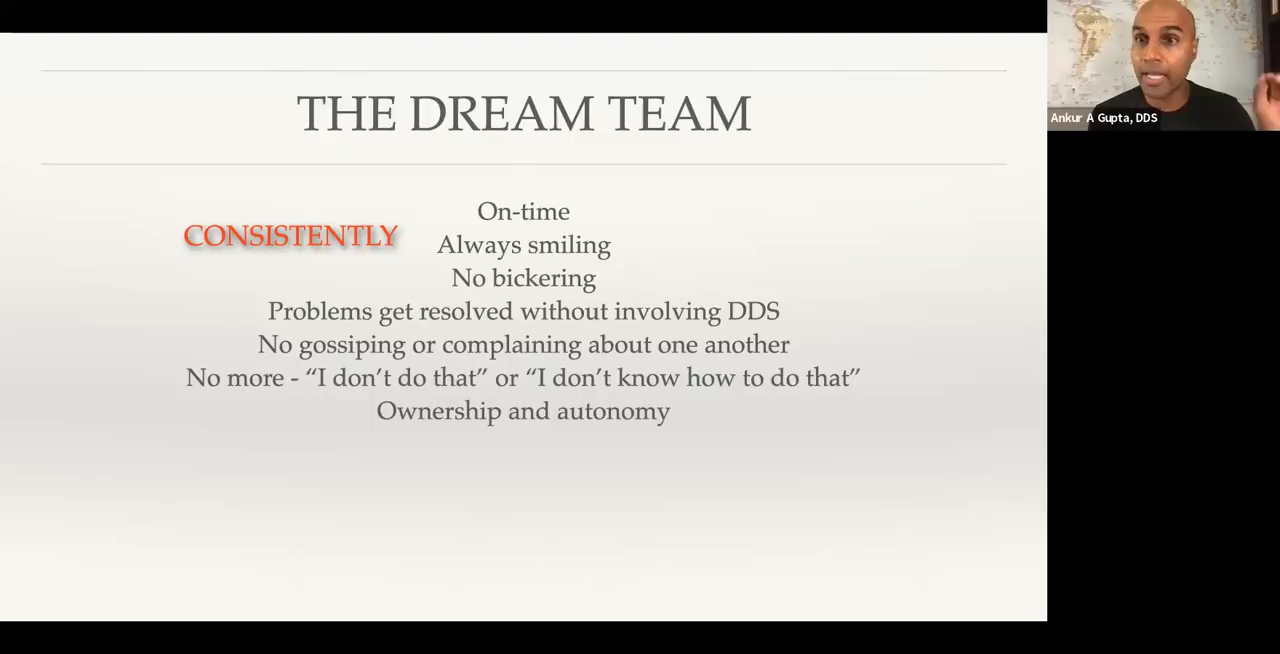 THE DREAM TEAM
On-time
CONSISTENTLY
Always smiling
No bickering
Problems get resolved without involving DDS
No gossiping or complaining about one another
No more - “I don’t do that” or “I don’t know how to do that”
Ownership and autonomy
Ankur A Gupta, DDS